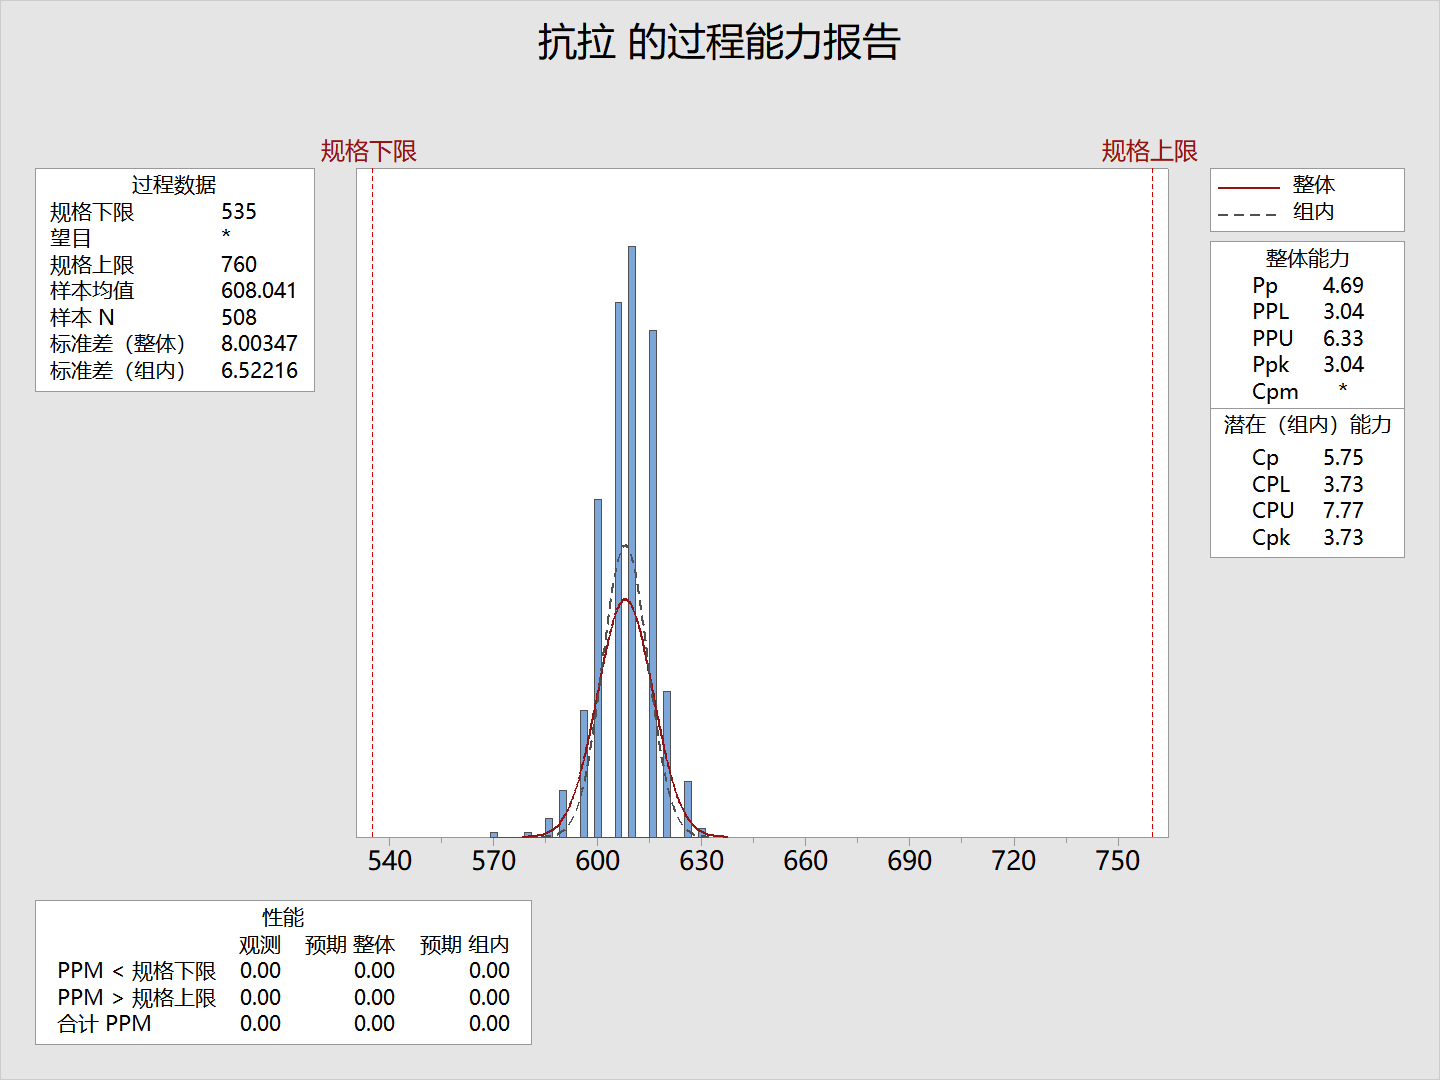 抗拉 的过程能力报告
规格下限
规格上限
过程数据
规格下限 535
望目 *
规格上限 760
样本均值 608.041
样本 N 508
标准差（整体） 8.00347
标准差（组内） 6.52216
整体
组内
整体能力
Pp 4.69
PPL 3.04
PPU 6.33
Ppk 3.04
Cpm *
潜在（组内）能力
Cp 5.75
CPL 3.73
CPU 7.77
Cpk 3.73
540 570 600 630 660 690 720 750
性能
观测 预期 整体 预期 组内
PPM < 规格下限 0.00 0.00 0.00
PPM > 规格上限 0.00 0.00 0.00
合计 PPM 0.00 0.00 0.00